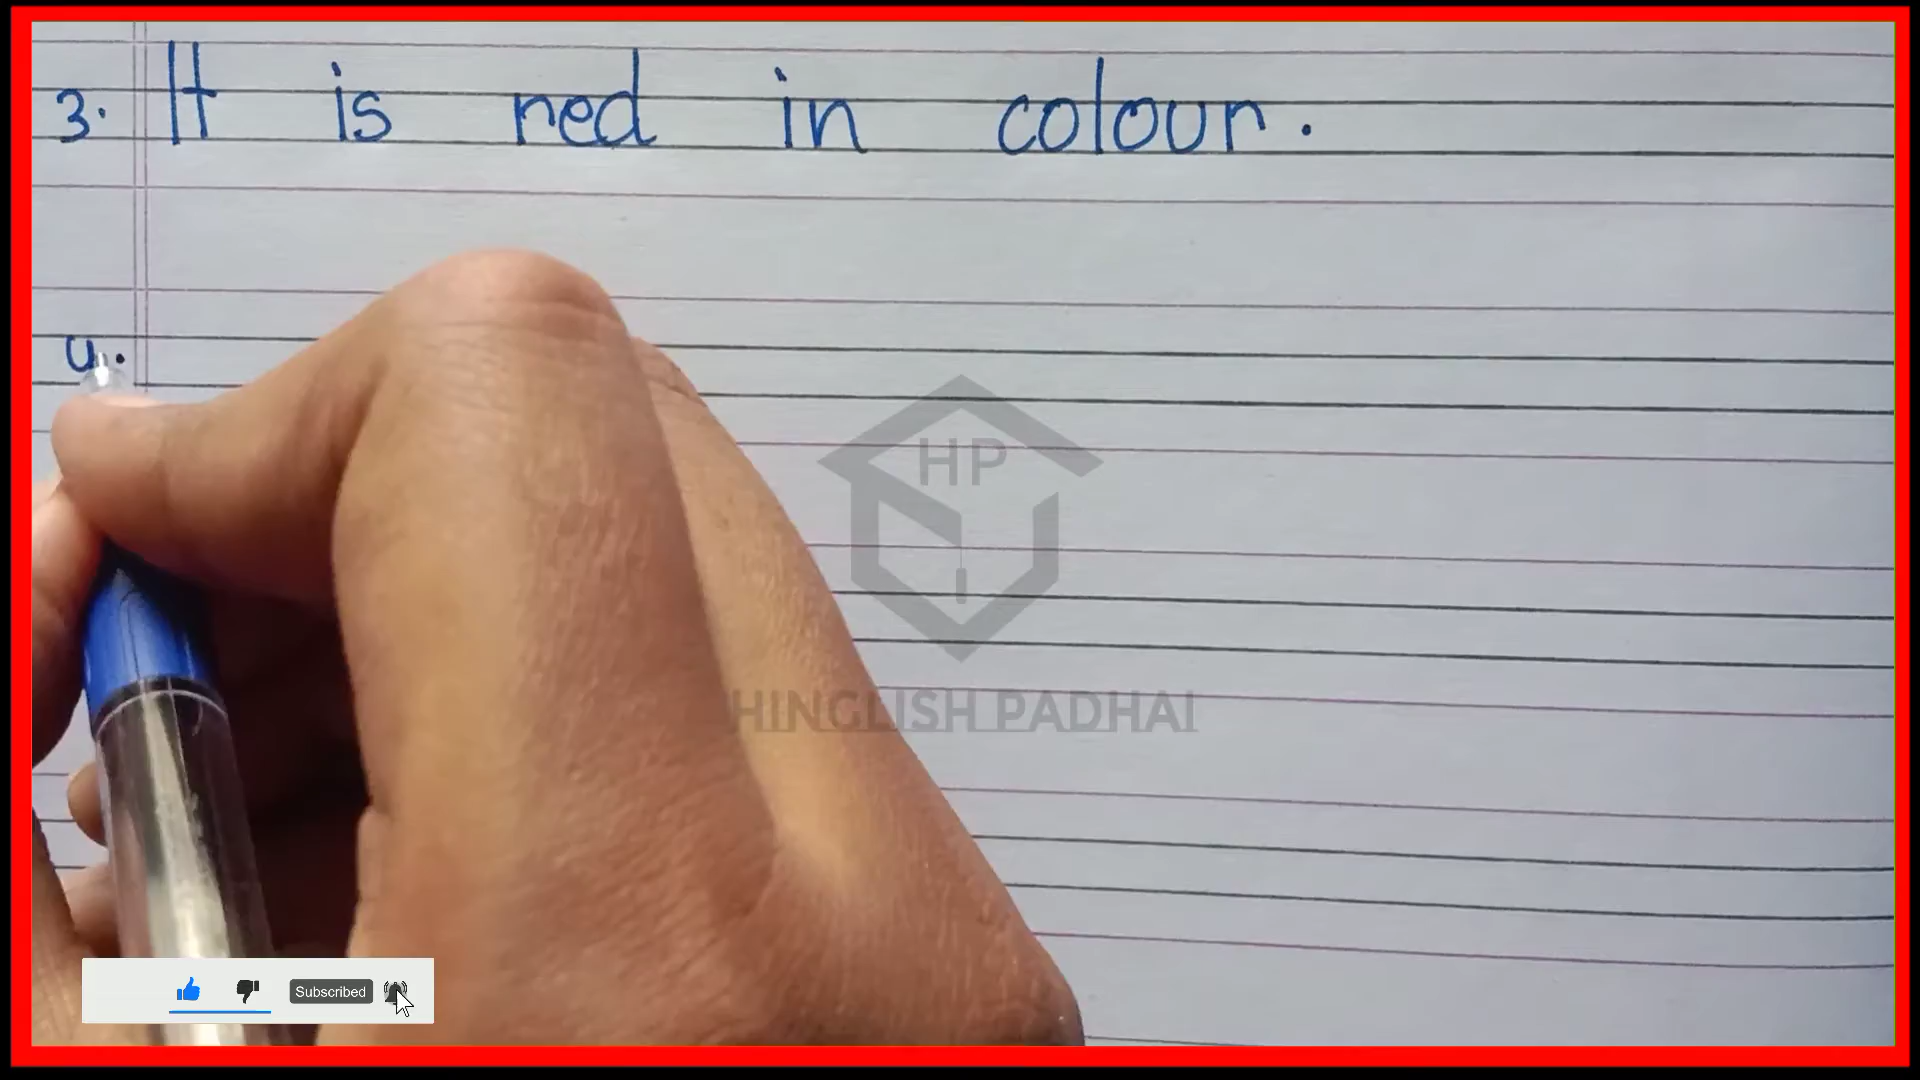 3. It is red in colour.
4.
HP
HINGLISH PADHAI
Subscribed